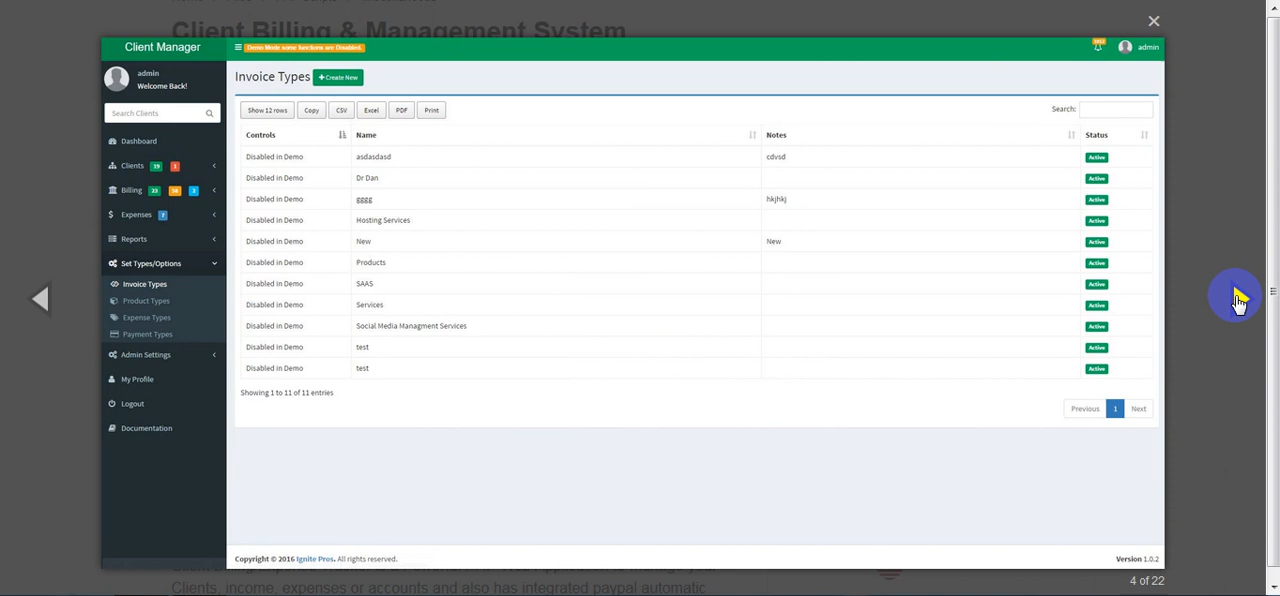 Client Billing & Management System
Client Manager
Demo Mode some functions are Disabled.
admin
admin
Welcome Back!
Search Clients
Dashboard
Clients 19 1
Billing 23 58 2
Expenses 7
Reports
Set Types/Options
Invoice Types
Product Types
Expense Types
Payment Types
Admin Settings
My Profile
Logout
Documentation
Invoice Types
Create New
Show 12 rows Copy CSV Excel PDF Print
Search:
Controls Name Notes Status
Disabled in Demo asdasdasd cdvsd Active
Disabled in Demo Dr Dan Active
Disabled in Demo gggg hkjhkj Active
Disabled in Demo Hosting Services Active
Disabled in Demo New New Active
Disabled in Demo Products Active
Disabled in Demo SAAS Active
Disabled in Demo Services Active
Disabled in Demo Social Media Managment Services Active
Disabled in Demo test Active
Disabled in Demo test Active
Showing 1 to 11 of 11 entries
Previous 1 Next
Copyright © 2016 Ignite Pros. All rights reserved.
Version 1.0.2
4 of 22
Clients, income, expenses or accounts and also has integrated paypal automatic